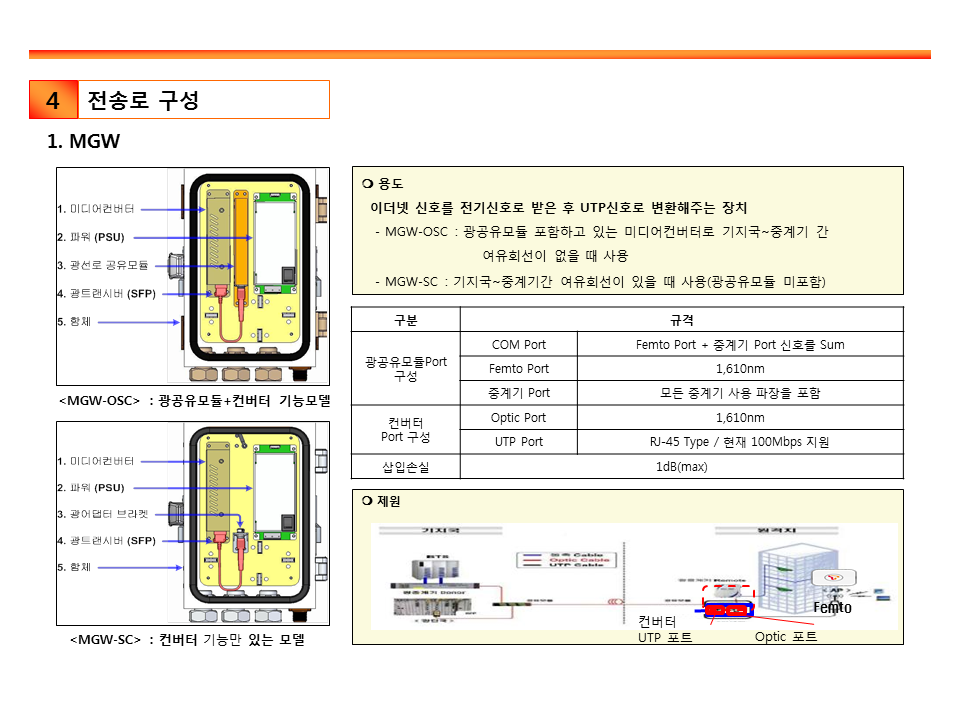 4 전송로 구성
1. MGW
1. 미디어컨버터
2. 파워 (PSU)
3. 광선로 공유모듈
4. 광트랜시버 (SFP)
5. 함체
<MGW-OSC> : 광공유모듈+컨버터 기능모델
1. 미디어컨버터
2. 파워 (PSU)
3. 광어댑터 브라켓
4. 광트랜시버 (SFP)
5. 함체
<MGW-SC> : 컨버터 기능만 있는 모델
❍ 용도
이더넷 신호를 전기신호로 받은 후 UTP신호로 변환해주는 장치
- MGW-OSC : 광공유모듈 포함하고 있는 미디어컨버터로 기지국~중계기 간
여유회선이 없을 때 사용
- MGW-SC : 기지국~중계기간 여유회선이 있을 때 사용(광공유모듈 미포함)
구분 규격
광공유모듈Port
구성
COM Port Femto Port + 중계기 Port 신호를 Sum
Femto Port 1,610nm
중계기 Port 모든 중계기 사용 파장을 포함
컨버터
Port 구성
Optic Port 1,610nm
UTP Port RJ-45 Type / 현재 100Mbps 지원
삽입손실 1dB(max)
❍ 제원
기지국 원격지
BTS
Cable
Optic Cable
UTP Cable
광중계기 Donor
광중계기 Remote
< AP >
Femto
컨버터
UTP 포트
Optic 포트